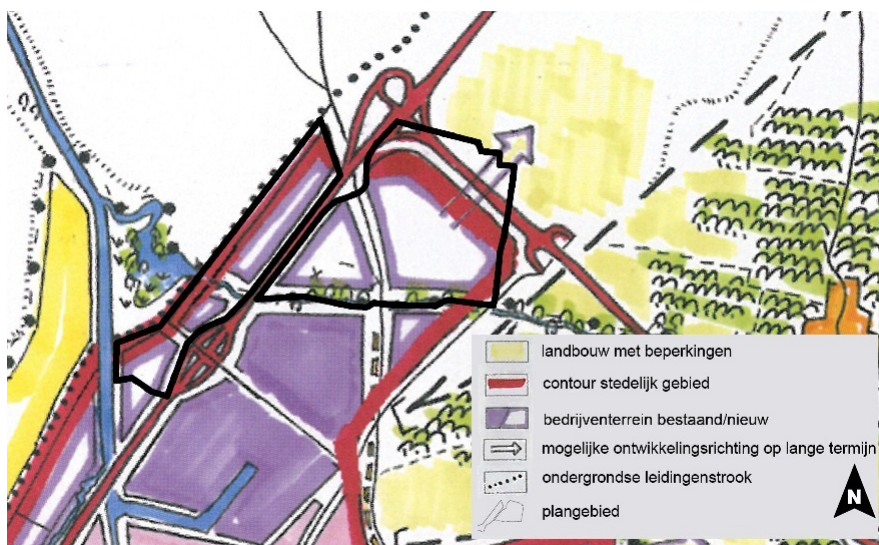 landbouw met beperkingen
contour stedelijk gebied
bedrijventerrein bestaand/nieuw
mogelijke ontwikkelingsrichting op lange termijn
ondergrondse leidingenstrook
plangebied
N